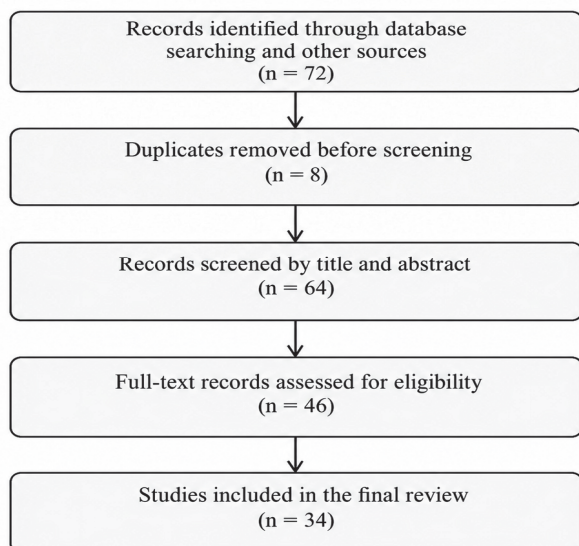 Records identified through database
searching and other sources
(n = 72)
Duplicates removed before screening
(n = 8)
Records screened by title and abstract
(n = 64)
Full-text records assessed for eligibility
(n = 46)
Studies included in the final review
(n = 34)